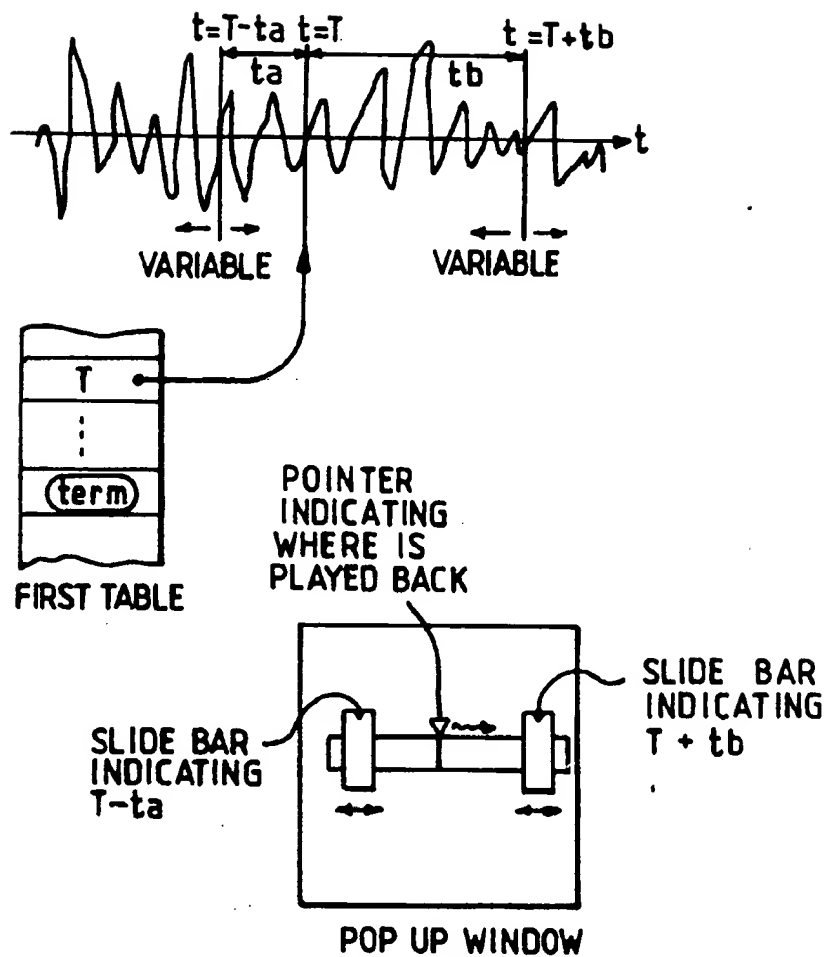 t=T-ta t=T t=T+tb
ta tb
t
VARIABLE VARIABLE
T
term
FIRST TABLE
POINTER
INDICATING
WHERE IS
PLAYED BACK
SLIDE BAR
INDICATING
T-ta
SLIDE BAR
INDICATING
T + tb
POP UP WINDOW